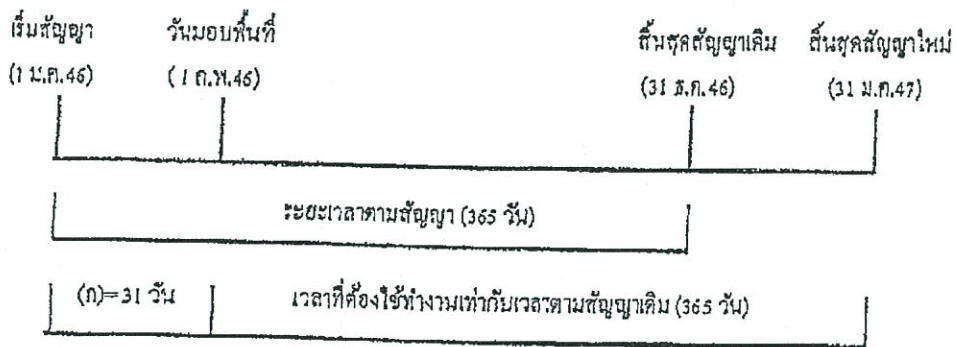 เริ่มสัญญา วันมอบพื้นที่ สิ้นสุดสัญญาเดิม สิ้นสุดสัญญาใหม่
(1 ม.ค.46) (1 ก.พ.46) (31 ธ.ค.46) (31 ม.ค.47)
ระยะเวลาตามสัญญา (365 วัน)
(ก)=31 วัน เวลาที่ต้องใช้ทำงานเท่ากับเวลาตามสัญญาเดิม (365 วัน)